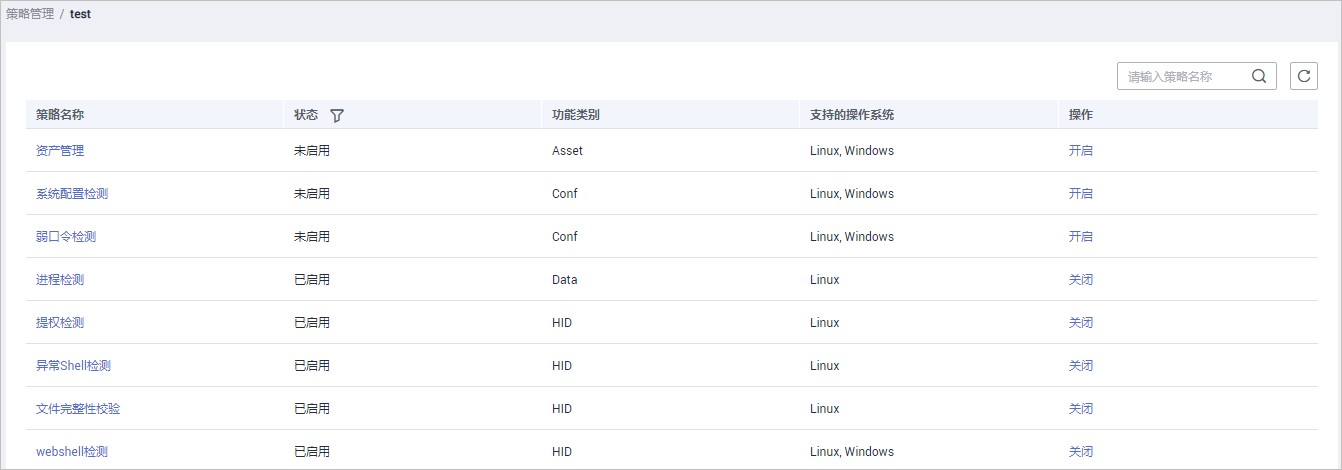 策略管理 / test
请输入策略名称
策略名称 状态 功能类别 支持的操作系统 操作
资产管理 未启用 Asset Linux, Windows 开启
系统配置检测 未启用 Conf Linux, Windows 开启
弱口令检测 未启用 Conf Linux, Windows 开启
进程检测 已启用 Data Linux 关闭
提权检测 已启用 HID Linux 关闭
异常Shell检测 已启用 HID Linux 关闭
文件完整性校验 已启用 HID Linux 关闭
webshell检测 已启用 HID Linux, Windows 关闭